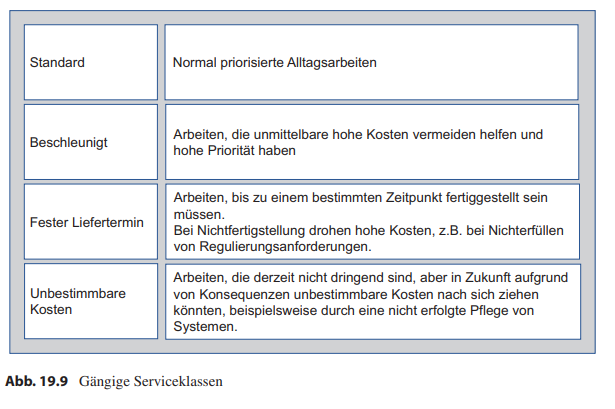 Standard
Normal priorisierte Alltagsarbeiten
Beschleunigt
Arbeiten, die unmittelbare hohe Kosten vermeiden helfen und
hohe Priorität haben
Fester Liefertermin
Arbeiten, bis zu einem bestimmten Zeitpunkt fertiggestellt sein
müssen.
Bei Nichtfertigstellung drohen hohe Kosten, z.B. bei Nichterfüllen
von Regulierungsanforderungen.
Unbestimmbare
Kosten
Arbeiten, die derzeit nicht dringend sind, aber in Zukunft aufgrund
von Konsequenzen unbestimmbare Kosten nach sich ziehen
könnten, beispielsweise durch eine nicht erfolgte Pflege von
Systemen.
Abb. 19.9 Gängige Serviceklassen